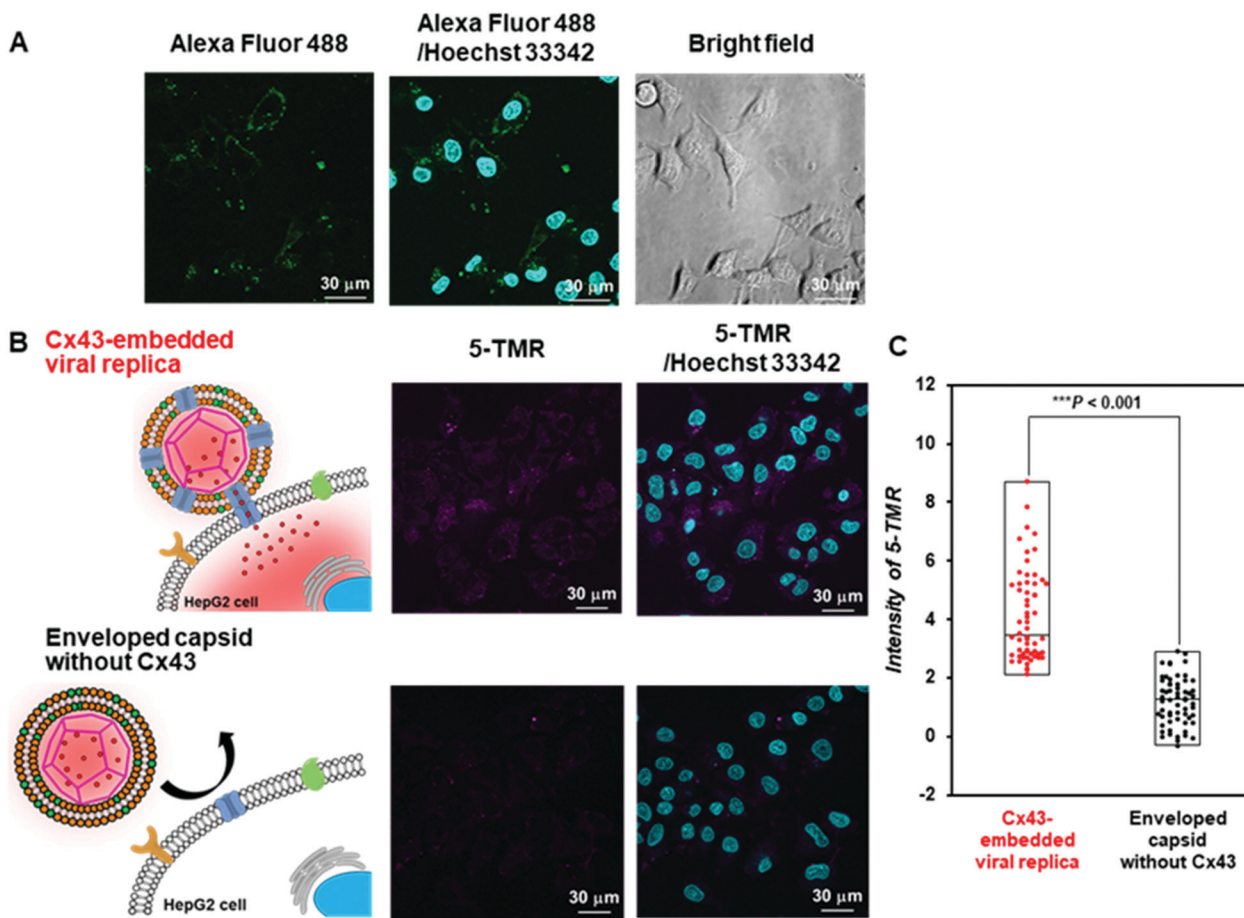 A
Alexa Fluor 488
Alexa Fluor 488
/Hoechst 33342
Bright field
30 μm
30 μm
30 μm
B
Cx43-embedded
viral replica
5-TMR
5-TMR
/Hoechst 33342
HepG2 cell
30 μm
30 μm
Enveloped capsid
without Cx43
HepG2 cell
30 μm
30 μm
C
Intensity of 5-TMR
12
10
8
6
4
2
0
-2
***P < 0.001
Cx43-
embedded
viral replica
Enveloped
capsid
without Cx43